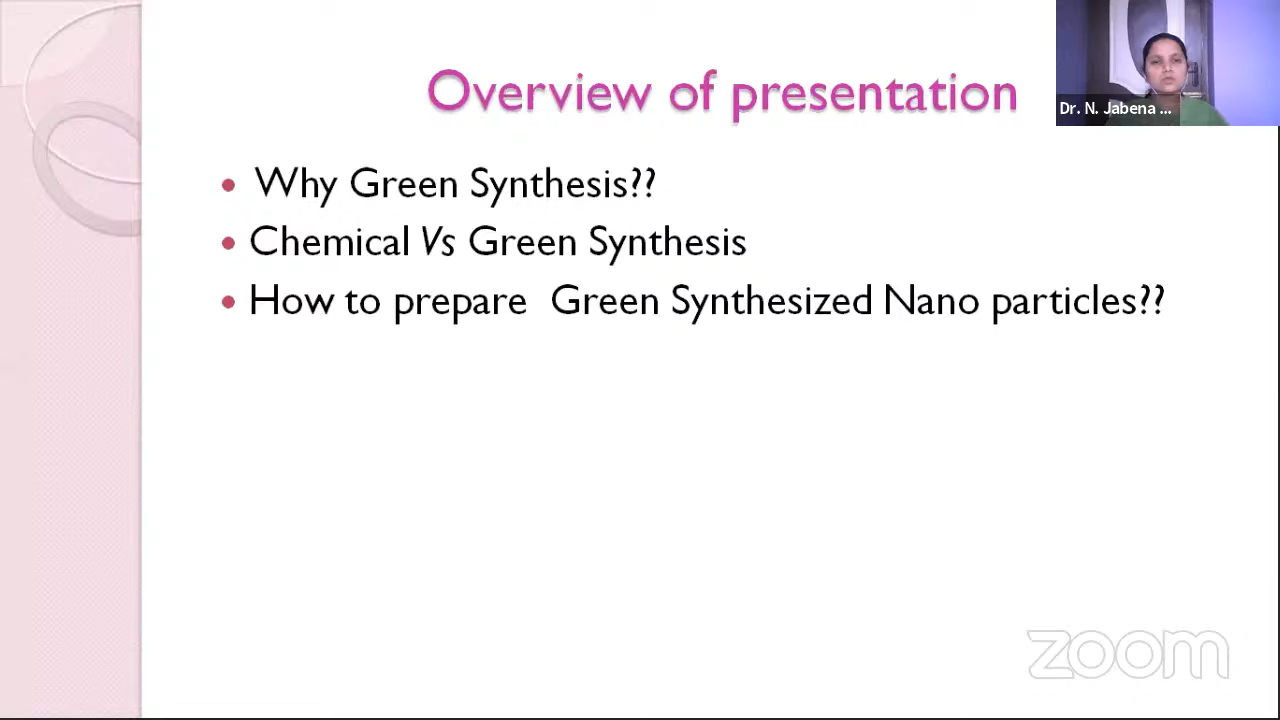 Overview of presentation
Dr. N. Jabena ...
• Why Green Synthesis??
• Chemical Vs Green Synthesis
• How to prepare  Green Synthesized Nano particles??
zoom